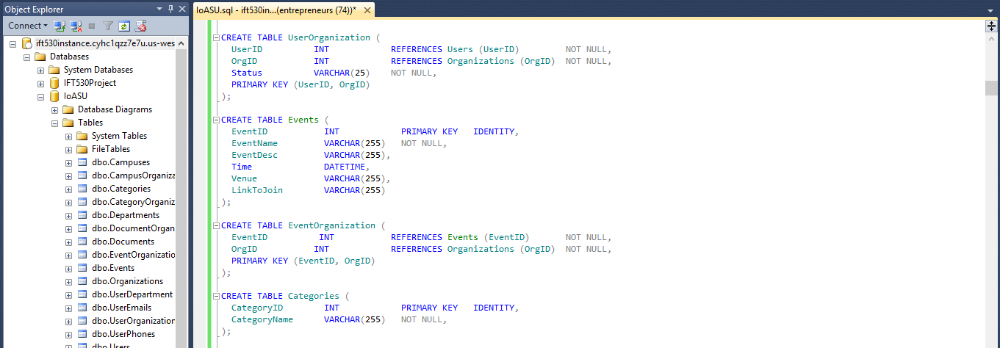 Object Explorer
Connect
ift530instance.cyhc1qzz7e7u.us-wes
Databases
System Databases
IFT530Project
IoASU
Database Diagrams
Tables
System Tables
FileTables
dbo.Campuses
dbo.CampusOrganiza
dbo.Categories
dbo.CategoryOrganiz
dbo.Departments
dbo.DocumentOrgan
dbo.Documents
dbo.EventOrganizatio
dbo.Events
dbo.Organizations
dbo.UserDepartment
dbo.UserEmails
dbo.UserOrganization
dbo.UserPhones
dbo.Users
IoASU.sql - ift530in...(entrepreneurs (74))*
CREATE TABLE UserOrganization (
UserID INT REFERENCES Users (UserID) NOT NULL,
OrgID INT REFERENCES Organizations (OrgID) NOT NULL,
Status VARCHAR(25) NOT NULL,
PRIMARY KEY (UserID, OrgID)
);
CREATE TABLE Events (
EventID INT PRIMARY KEY IDENTITY,
EventName VARCHAR(255) NOT NULL,
EventDesc VARCHAR(255),
Time DATETIME,
Venue VARCHAR(255),
LinkToJoin VARCHAR(255)
);
CREATE TABLE EventOrganization (
EventID INT REFERENCES Events (EventID) NOT NULL,
OrgID INT REFERENCES Organizations (OrgID) NOT NULL,
PRIMARY KEY (EventID, OrgID)
);
CREATE TABLE Categories (
CategoryID INT PRIMARY KEY IDENTITY,
CategoryName VARCHAR(255) NOT NULL,
);